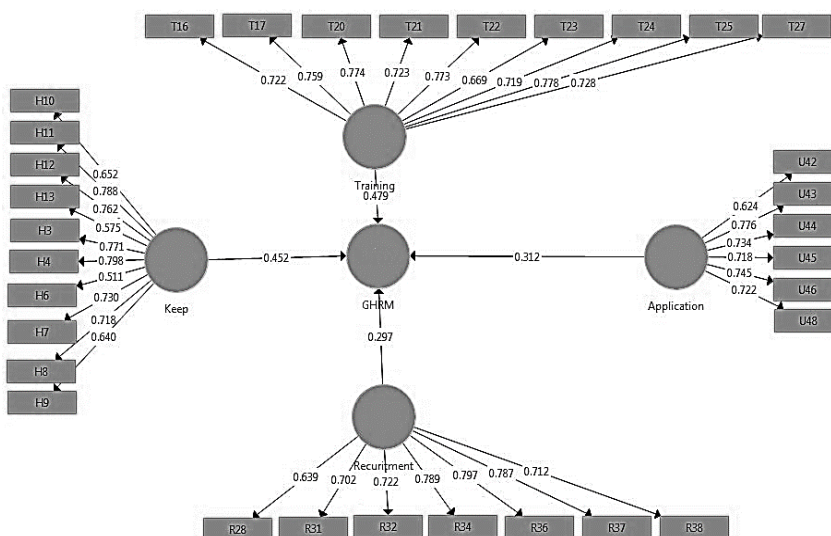 T16 T17 T20 T21 T22 T23 T24 T25 T27
0.722 0.759 0.774 0.723 0.773 0.669 0.719 0.778 0.728
Training
0.479
H10
H11
H12
H13
H3
H4
H6
H7
H8
H9
0.652
0.788
0.762
0.575
0.771
0.798
0.511
0.730
0.718
0.640
Keep
0.452
GHRM
0.312
Application
0.624
0.776
0.734
0.718
0.745
0.722
U42
U43
U44
U45
U46
U48
0.297
Recuritment
0.639 0.702 0.722 0.789 0.797 0.787 0.712
R28 R31 R32 R34 R36 R37 R38